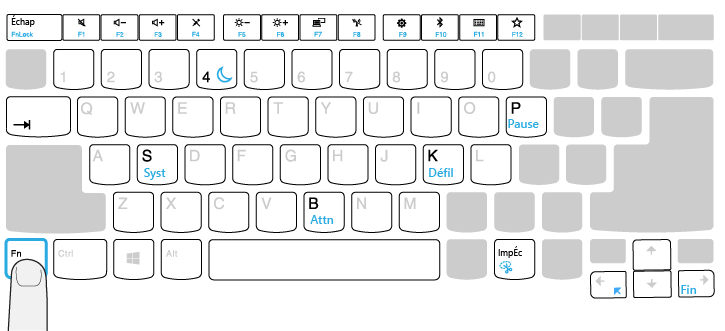 Échap
FnLock F1 F2 F3 F4 F5 F6 F7 F8 F9 F10 F11 F12
1 2 3 4 5 6 7 8 9 0
Q W E R T Y U I O P
Pause
A S D F G H J K L
Syst Défil
Z X C V B N M
Attn
Fn Ctrl Alt ImpÉc
Fin